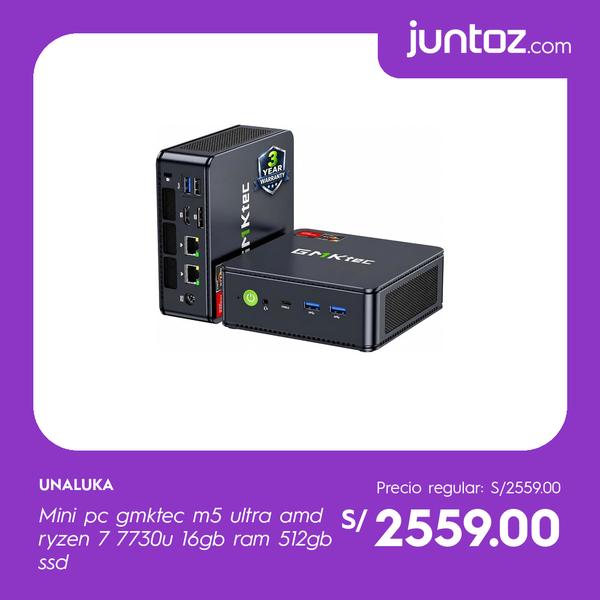 juntoz.com
3
YEAR
WARRANTY
GMKtec
GMKtec
UNALUKA
Mini pc gmktec m5 ultra amd
ryzen 7 7730u 16gb ram 512gb
ssd
Precio regular: S/2559.00
S/ 2559.00